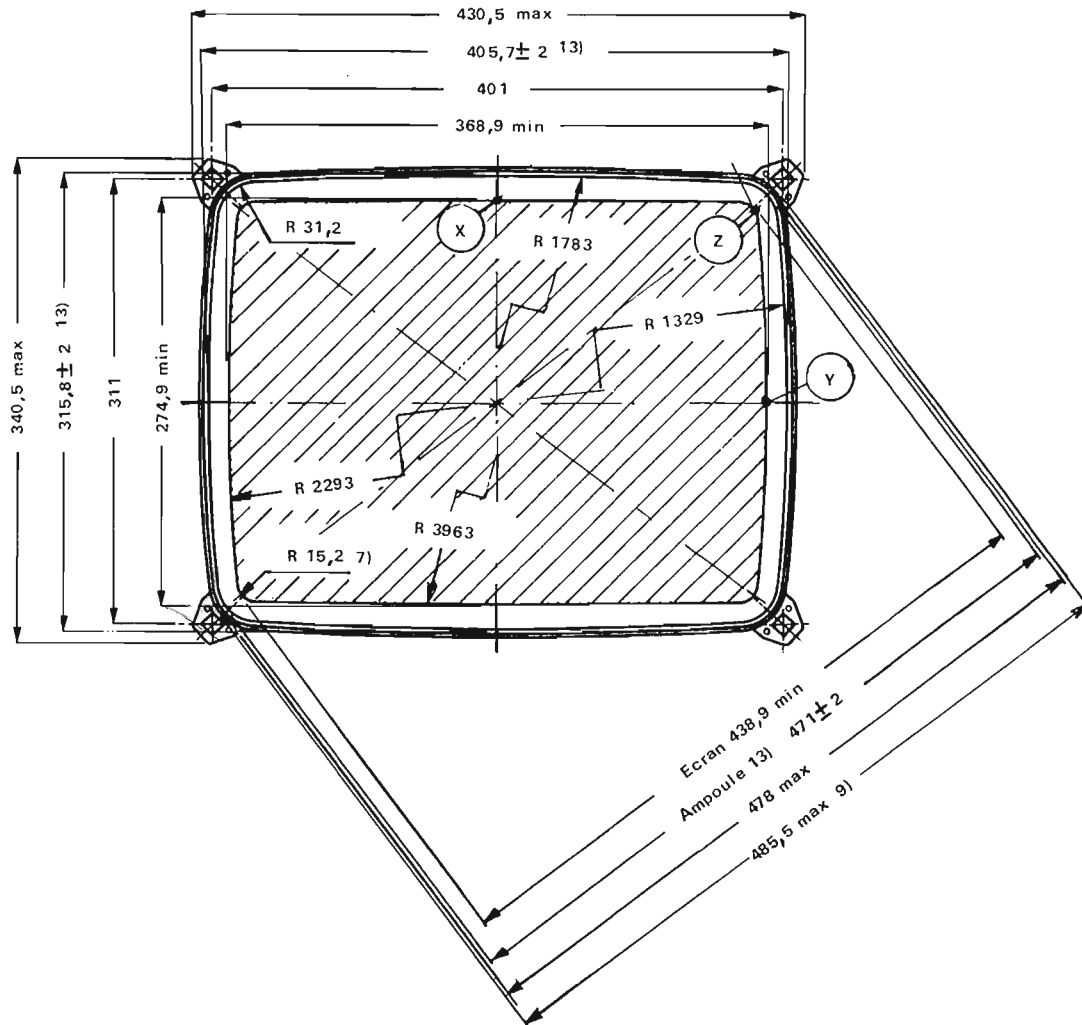 430,5 max
405,7± 2 13)
401
368,9 min
340,5 max
315,8± 2 13)
311
274,9 min
R 31,2
X
R 1783
Z
R 1329
Y
R 2293
R 3963
R 15,2 7)
Ecran 438,9 min
Ampoule 13) 471± 2
478 max
485,5 max 9)